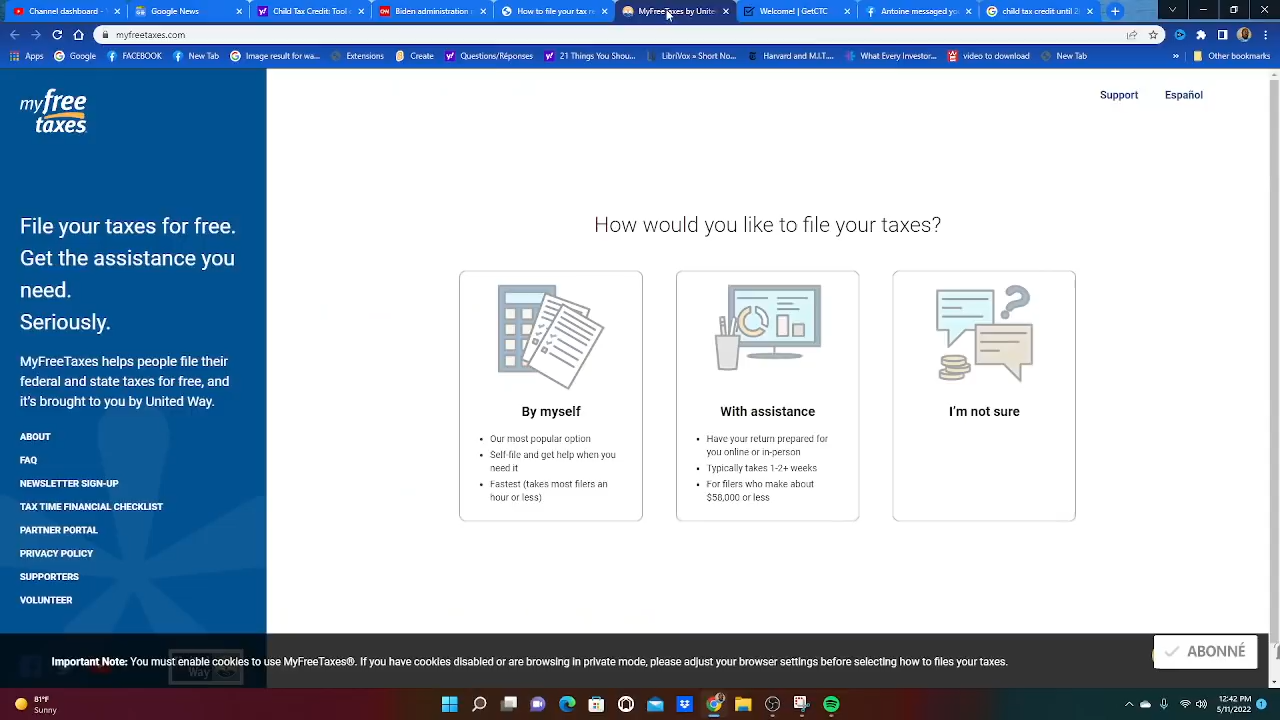 Channel dashboard -
Google News
Child Tax Credit: Tool
Biden administration
How to file your tax r
MyFreeTaxes by Unite
Welcome! | GetCTC
Antoine messaged yo
child tax credit until 2
myfreetaxes.com
Apps
Google
FACEBOOK
New Tab
Image result for wa...
Extensions
Create
Questions/Réponses
21 Things You Shou...
LibriVox » Short No...
Harvard and M.I.T....
What Every Investor...
video to download
New Tab
»
Other bookmarks
my free
taxes
Support
Español
File your taxes for free.
Get the assistance you
need.
Seriously.
MyFreeTaxes helps people file their
federal and state taxes for free, and
it's brought to you by United Way.
ABOUT
FAQ
NEWSLETTER SIGN-UP
TAX TIME FINANCIAL CHECKLIST
PARTNER PORTAL
PRIVACY POLICY
SUPPORTERS
VOLUNTEER
How would you like to file your taxes?
By myself
• Our most popular option
• Self-file and get help when you
need it
• Fastest (takes most filers an
hour or less)
With assistance
• Have your return prepared for
you online or in-person
• Typically takes 1-2+ weeks
• For filers who make about
$58,000 or less
I'm not sure
Important Note: You must enable cookies to use MyFreeTaxes®. If you have cookies disabled or are browsing in private mode, please adjust your browser settings before selecting how to files your taxes.
Way
ABONNÉ
81°F
Sunny
12:42 PM